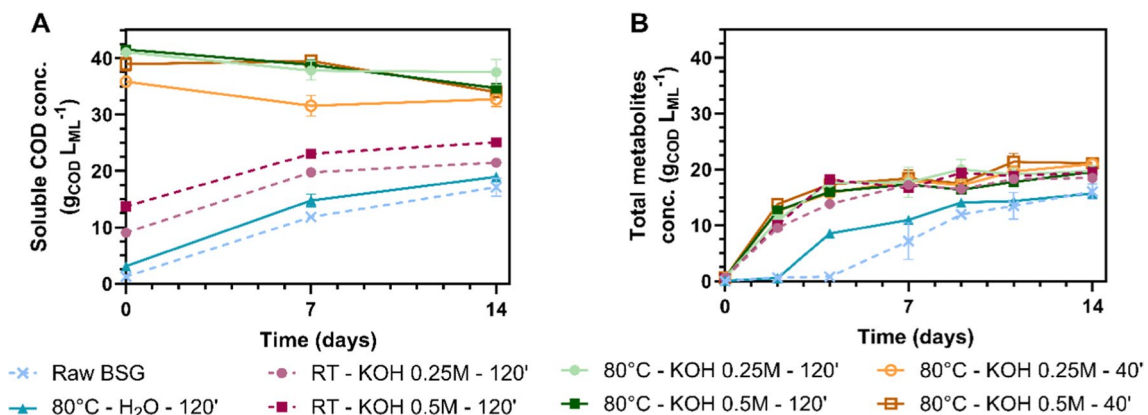 A
Soluble COD conc.
(gCOD LML⁻¹)
40
30
20
10
0
0 7 14
Time (days)
B
Total metabolites
conc. (gCOD LML⁻¹)
40
30
20
10
0
0 7 14
Time (days)
Raw BSG
80°C - H₂O - 120'
RT - KOH 0.25M - 120'
RT - KOH 0.5M - 120'
80°C - KOH 0.25M - 120'
80°C - KOH 0.5M - 120'
80°C - KOH 0.25M - 40'
80°C - KOH 0.5M - 40'